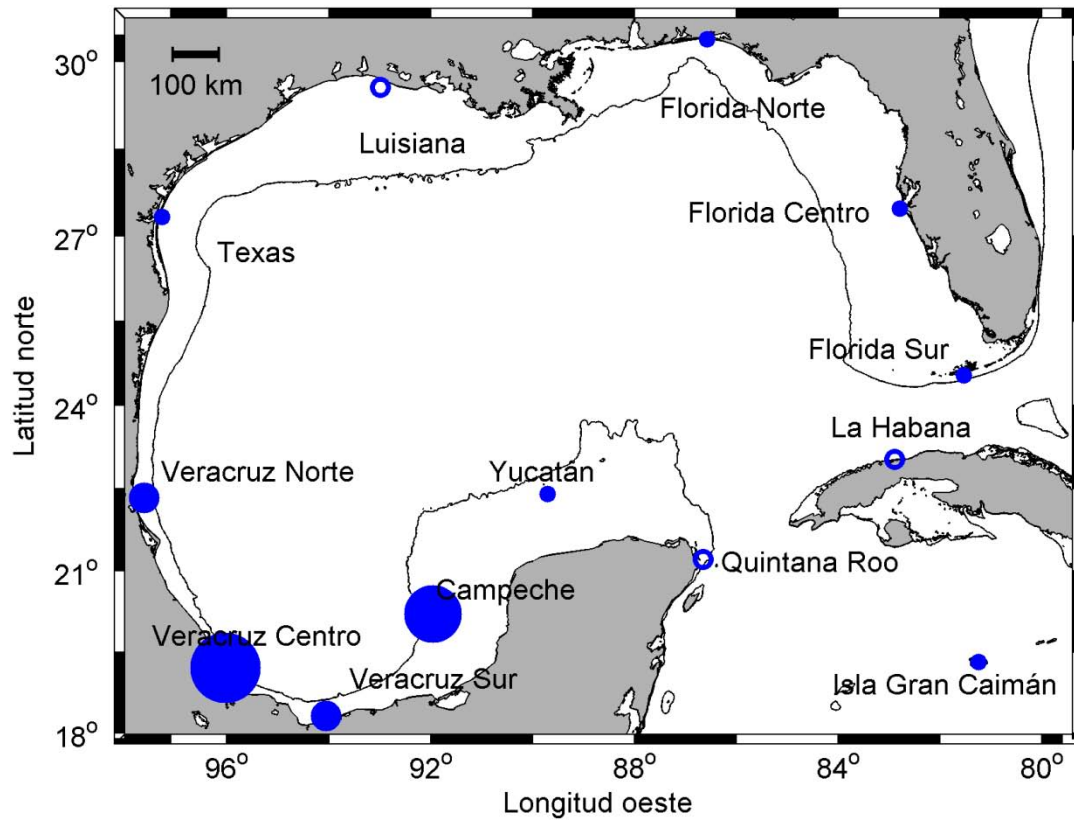 30°
100 km
Florida Norte
Luisiana
Florida Centro
27°
Texas
Florida Sur
24°
La Habana
Veracruz Norte
Yucatán
21°
Quintana Roo
Campeche
Veracruz Centro
Veracruz Sur
Isla Gran Caimán
18°
96°
92°
88°
84°
80°
Longitud oeste
Latitud norte